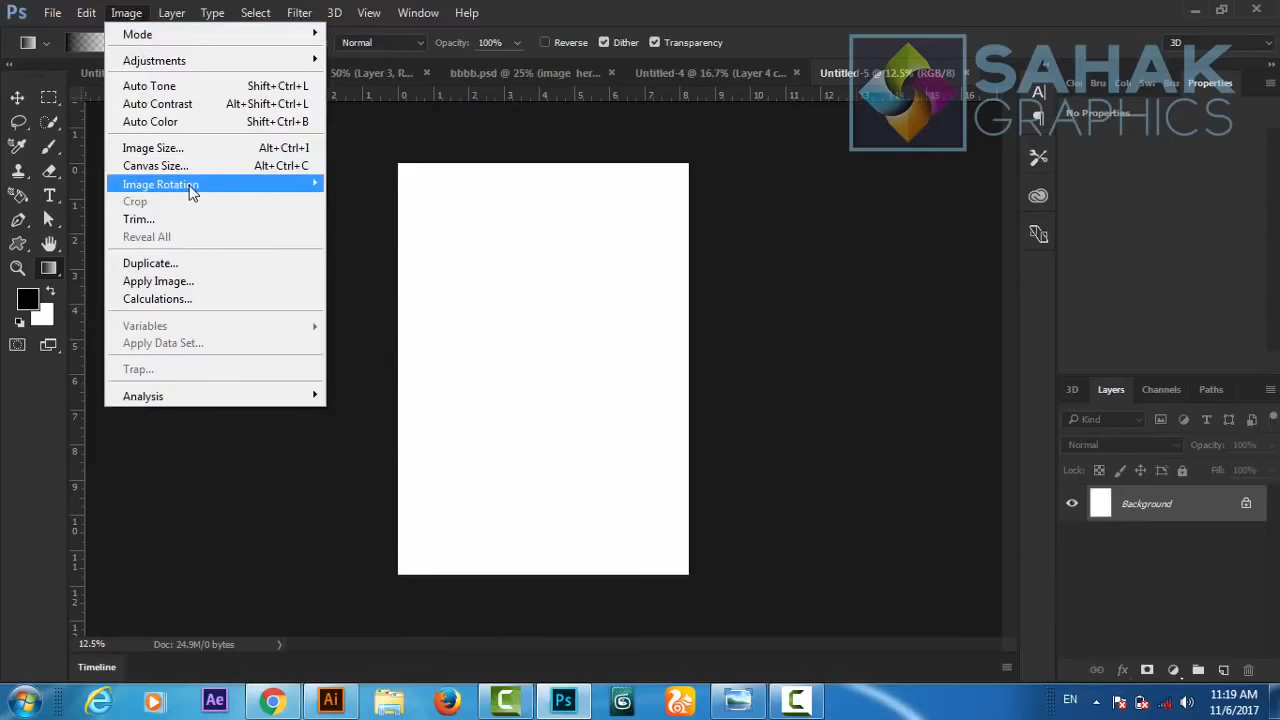 Ps File Edit Image Layer Type Select Filter 3D View Window Help
Normal Opacity: 100% Reverse Dither Transparency 3D
50% (Layer 3, R... × bbbb.psd @ 25% (image her... × Untitled-4 @ 16.7% (Layer 4 c... × Untitled-5 @ 12.5% (RGB/8) ×
SAHAK
GRAPHICS
Properties
No Properties
Mode
Adjustments
Auto Tone Shift+Ctrl+L
Auto Contrast Alt+Shift+Ctrl+L
Auto Color Shift+Ctrl+B
Image Size... Alt+Ctrl+I
Canvas Size... Alt+Ctrl+C
Image Rotation
Crop
Trim...
Reveal All
Duplicate...
Apply Image...
Calculations...
Variables
Apply Data Set...
Trap...
Analysis
3D Layers Channels Paths
Kind
Normal Opacity: 100%
Lock: Fill: 100%
Background
12.5% Doc: 24.9M/0 bytes
Timeline
Ae Ai Ps EN 11:19 AM
11/6/2017